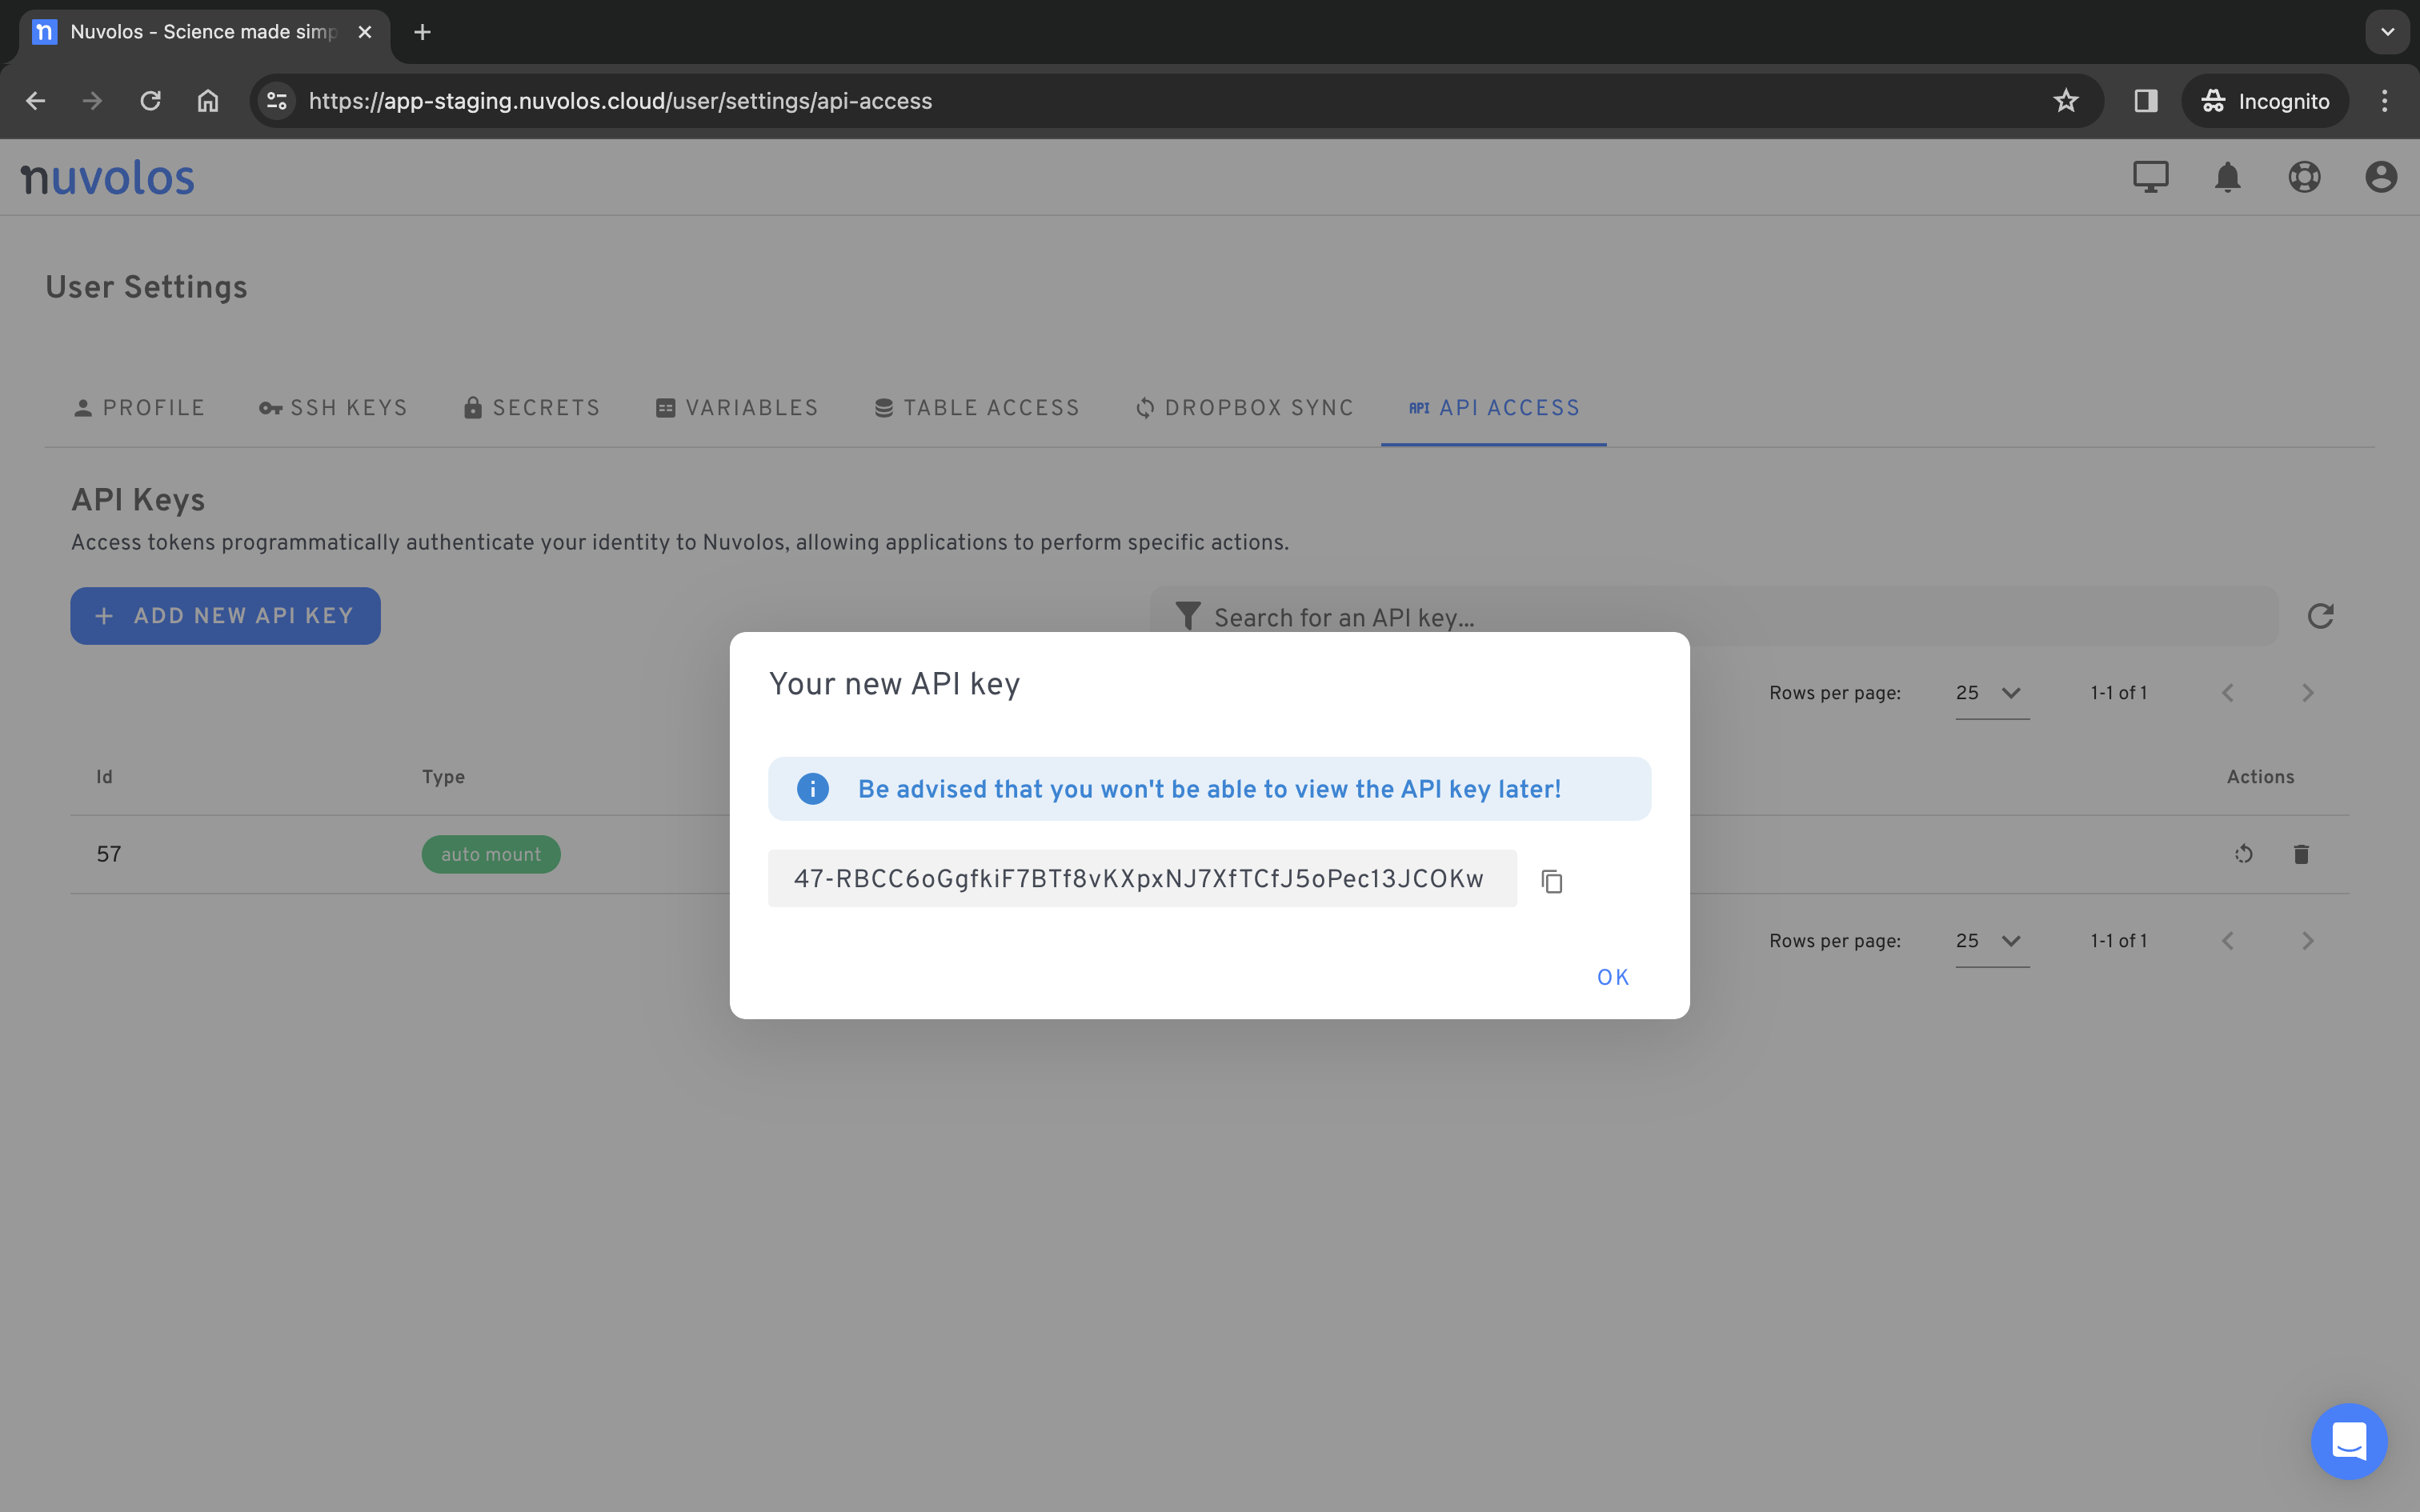 Nuvolos - Science made simp
https://app-staging.nuvolos.cloud/user/settings/api-access
Incognito
nuvolos
User Settings
PROFILE
SSH KEYS
SECRETS
VARIABLES
TABLE ACCESS
DROPBOX SYNC
API API ACCESS
API Keys
Access tokens programmatically authenticate your identity to Nuvolos, allowing applications to perform specific actions.
+ ADD NEW API KEY
Search for an API key...
Rows per page: 25 1-1 of 1
Id Type Actions
57 auto mount
Your new API key
Be advised that you won't be able to view the API key later!
47-RBCC6oGgfkiF7BTf8vKXpxNJ7XfTCfJ5oPec13JCOKw
OK
Rows per page: 25 1-1 of 1